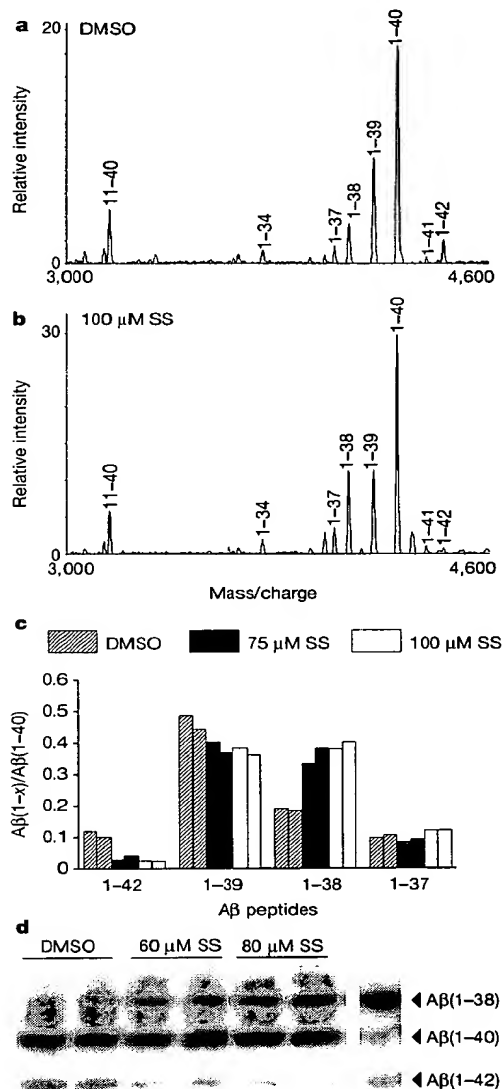 a
DMSO
20
0
Relative intensity
11–40
1–34
1–37
1–38
1–39
1–40
1–41
1–42
3,000
4,600
b
100 µM SS
30
0
Relative intensity
11–40
1–34
1–37
1–38
1–39
1–40
1–41
1–42
3,000
4,600
Mass/charge
c
DMSO
75 µM SS
100 µM SS
Aβ(1–x)/Aβ(1–40)
0.6
0.5
0.4
0.3
0.2
0.1
0
1–42
1–39
1–38
1–37
Aβ peptides
d
DMSO
60 µM SS
80 µM SS
Aβ(1–38)
Aβ(1–40)
Aβ(1–42)